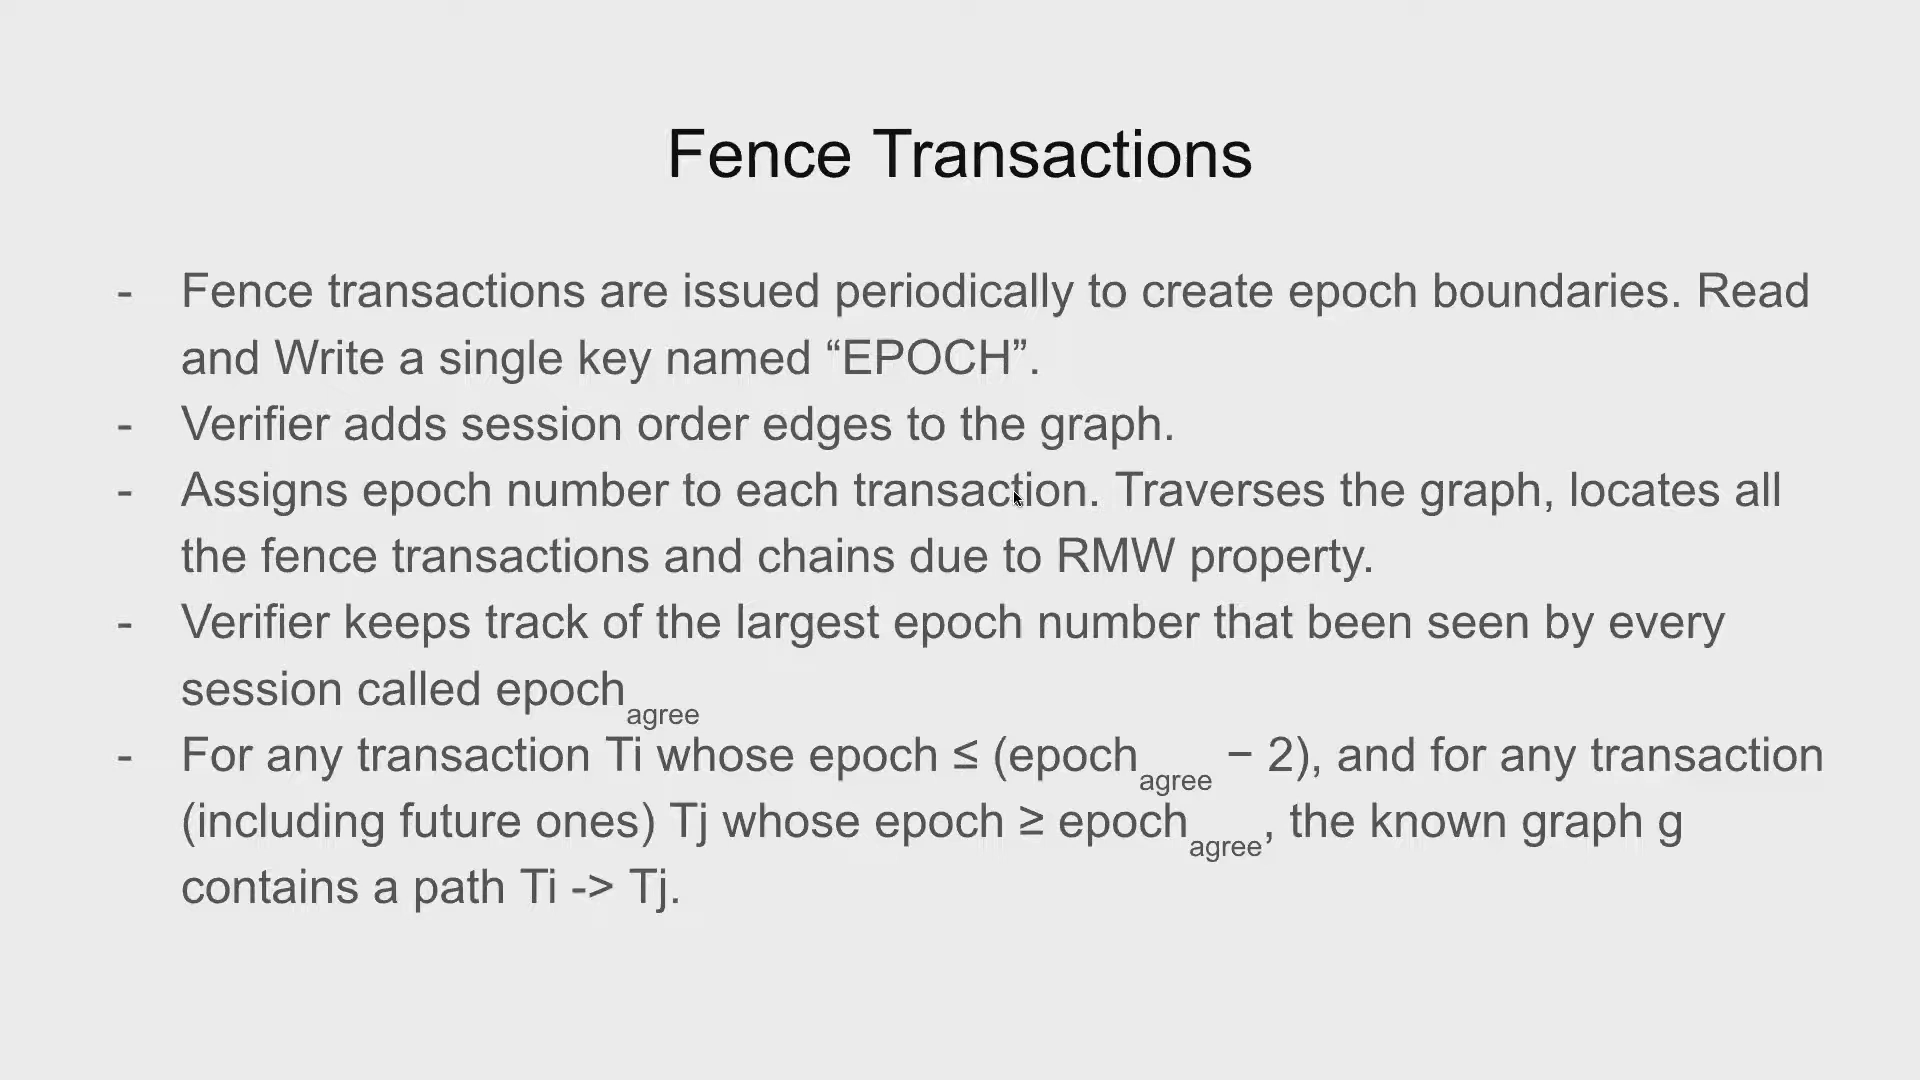 Fence Transactions
- Fence transactions are issued periodically to create epoch boundaries. Read
and Write a single key named “EPOCH”.
- Verifier adds session order edges to the graph.
- Assigns epoch number to each transaction. Traverses the graph, locates all
the fence transactions and chains due to RMW property.
- Verifier keeps track of the largest epoch number that been seen by every
session called epochagree
- For any transaction Ti whose epoch ≤ (epochagree − 2), and for any transaction
(including future ones) Tj whose epoch ≥ epochagree, the known graph g
contains a path Ti -> Tj.